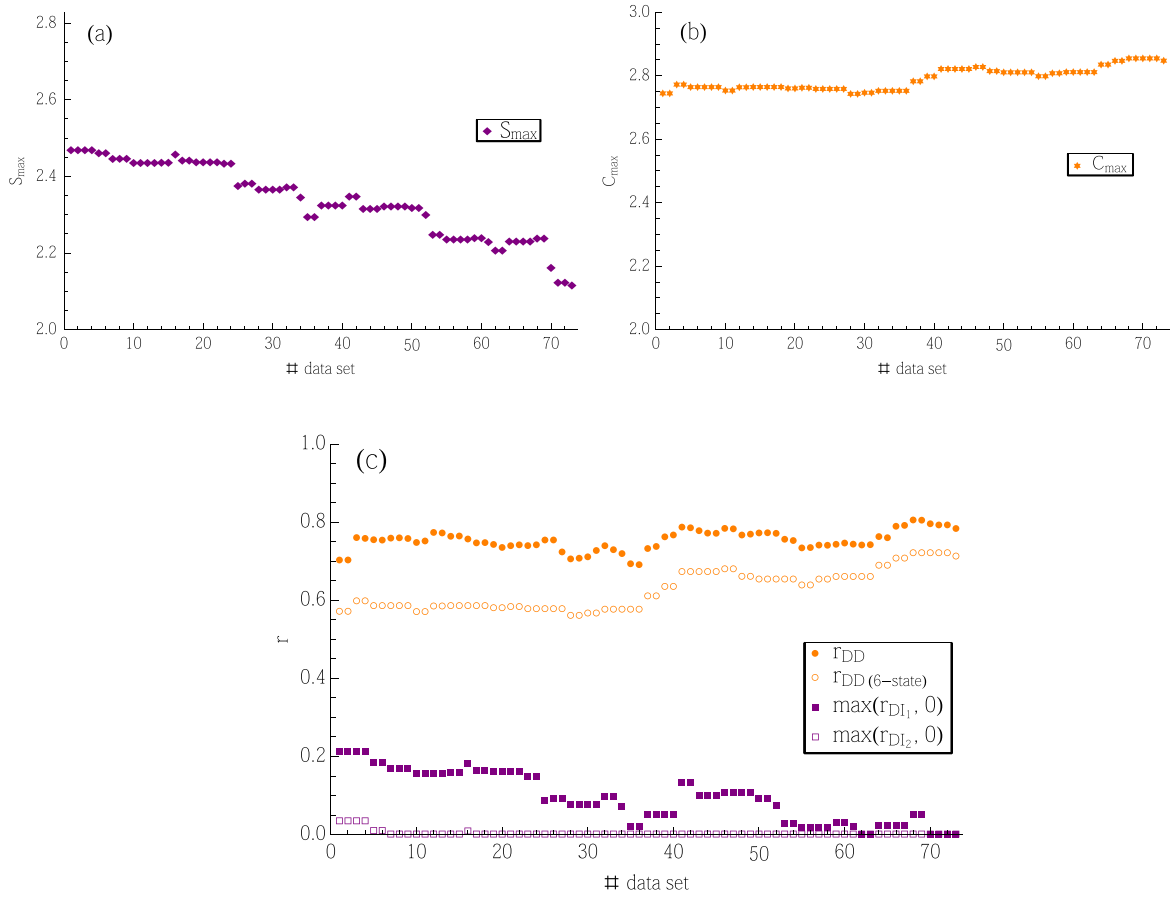 (a)
2.8
2.6
2.4
2.2
2.0
S_max
S_max
0 10 20 30 40 50 60 70
# data set
(b)
3.0
2.8
2.6
2.4
2.2
2.0
C_max
C_max
0 10 20 30 40 50 60 70
# data set
(c)
1.0
0.8
0.6
0.4
0.2
0.0
r
r_DD
r_DD (6-state)
max(r_DI₁, 0)
max(r_DI₂, 0)
0 10 20 30 40 50 60 70
# data set